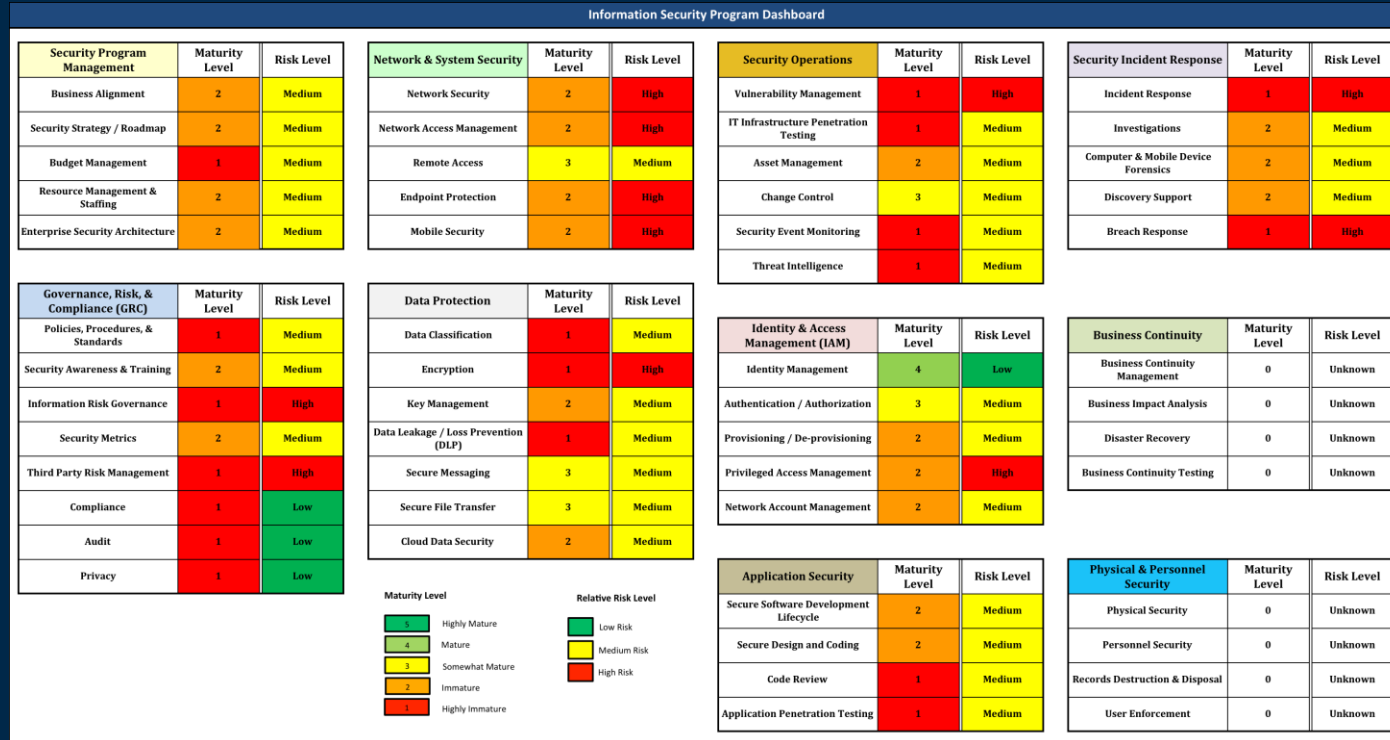 Information Security Program Dashboard
Security Program Management Maturity Level Risk Level
Business Alignment 2 Medium
Security Strategy / Roadmap 2 Medium
Budget Management 1 Medium
Resource Management & Staffing 2 Medium
Enterprise Security Architecture 2 Medium
Governance, Risk, & Compliance (GRC) Maturity Level Risk Level
Policies, Procedures, & Standards 1 Medium
Security Awareness & Training 2 Medium
Information Risk Governance 1 High
Security Metrics 2 Medium
Third Party Risk Management 1 High
Compliance 1 Low
Audit 1 Low
Privacy 1 Low
Network & System Security Maturity Level Risk Level
Network Security 2 High
Network Access Management 2 High
Remote Access 3 Medium
Endpoint Protection 2 High
Mobile Security 2 High
Data Protection Maturity Level Risk Level
Data Classification 1 Medium
Encryption 1 High
Key Management 2 Medium
Data Leakage / Loss Prevention (DLP) 1 Medium
Secure Messaging 3 Medium
Secure File Transfer 3 Medium
Cloud Data Security 2 Medium
Maturity Level
5 Highly Mature
4 Mature
3 Somewhat Mature
2 Immature
1 Highly Immature
Relative Risk Level
Low Risk
Medium Risk
High Risk
Security Operations Maturity Level Risk Level
Vulnerability Management 1 High
IT Infrastructure Penetration Testing 1 Medium
Asset Management 2 Medium
Change Control 3 Medium
Security Event Monitoring 1 Medium
Threat Intelligence 1 Medium
Identity & Access Management (IAM) Maturity Level Risk Level
Identity Management 4 Low
Authentication / Authorization 3 Medium
Provisioning / De-provisioning 2 Medium
Privileged Access Management 2 High
Network Account Management 2 Medium
Application Security Maturity Level Risk Level
Secure Software Development Lifecycle 2 Medium
Secure Design and Coding 2 Medium
Code Review 1 Medium
Application Penetration Testing 1 Medium
Security Incident Response Maturity Level Risk Level
Incident Response 1 High
Investigations 2 Medium
Computer & Mobile Device Forensics 2 Medium
Discovery Support 2 Medium
Breach Response 1 High
Business Continuity Maturity Level Risk Level
Business Continuity Management 0 Unknown
Business Impact Analysis 0 Unknown
Disaster Recovery 0 Unknown
Business Continuity Testing 0 Unknown
Physical & Personnel Security Maturity Level Risk Level
Physical Security 0 Unknown
Personnel Security 0 Unknown
Records Destruction & Disposal 0 Unknown
User Enforcement 0 Unknown